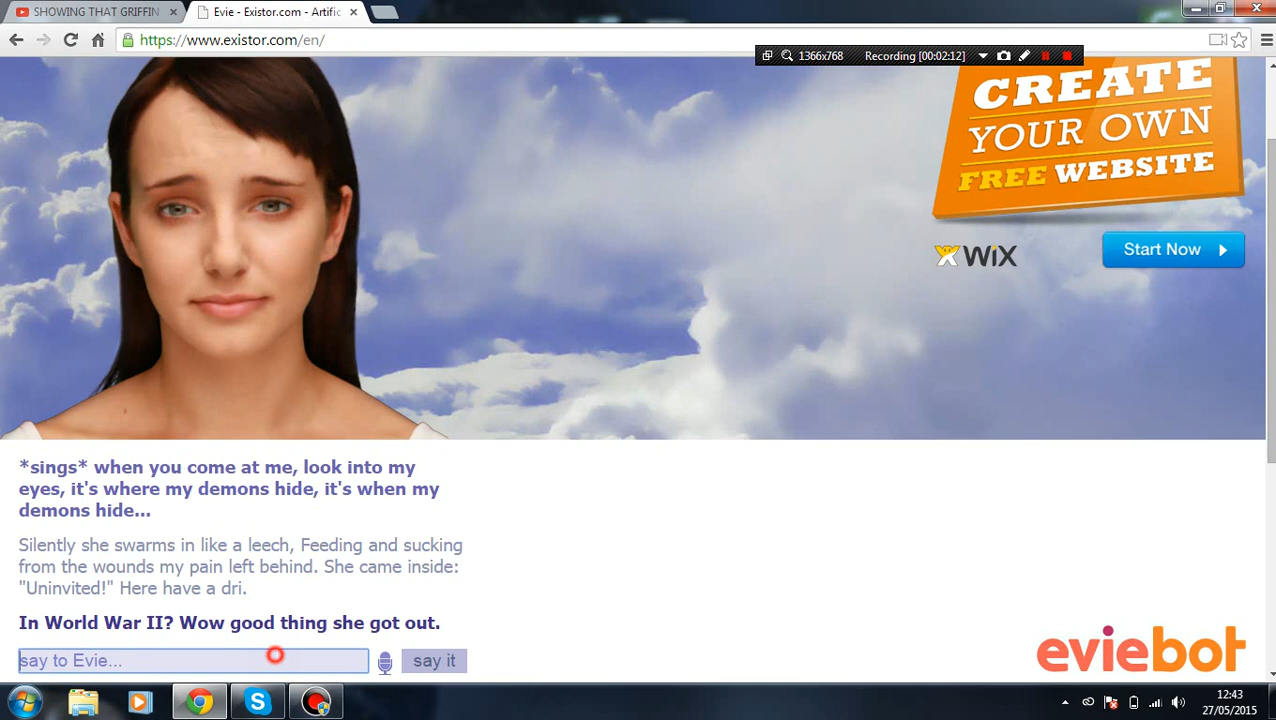 SHOWING THAT GRIFFIN
Evie - Existor.com - Artific
https://www.existor.com/en/
1366x768
Recording [00:02:12]
CREATE
YOUR OWN
FREE WEBSITE
WiX
Start Now
*sings* when you come at me, look into my
eyes, it's where my demons hide, it's when my
demons hide...
Silently she swarms in like a leech, Feeding and sucking
from the wounds my pain left behind. She came inside:
"Uninvited!" Here have a dri.
In World War II? Wow good thing she got out.
say to Evie...
say it
eviebot
12:43
27/05/2015